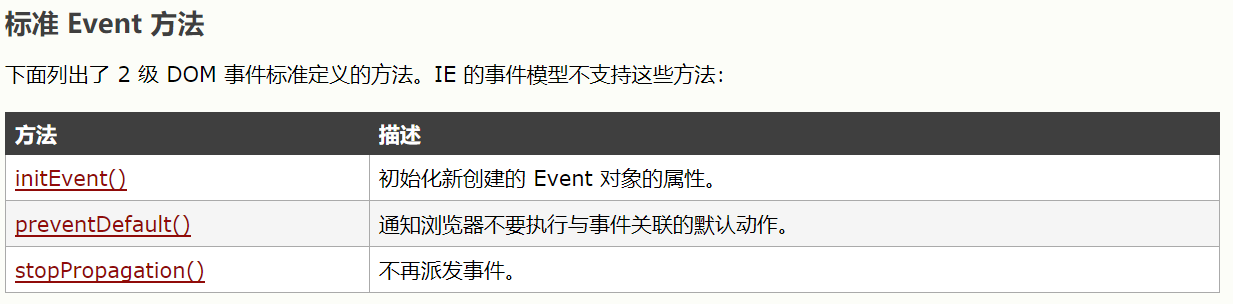 标准 Event 方法
下面列出了 2 级 DOM 事件标准定义的方法。IE 的事件模型不支持这些方法：
方法 描述
initEvent() 初始化新创建的 Event 对象的属性。
preventDefault() 通知浏览器不要执行与事件关联的默认动作。
stopPropagation() 不再派发事件。